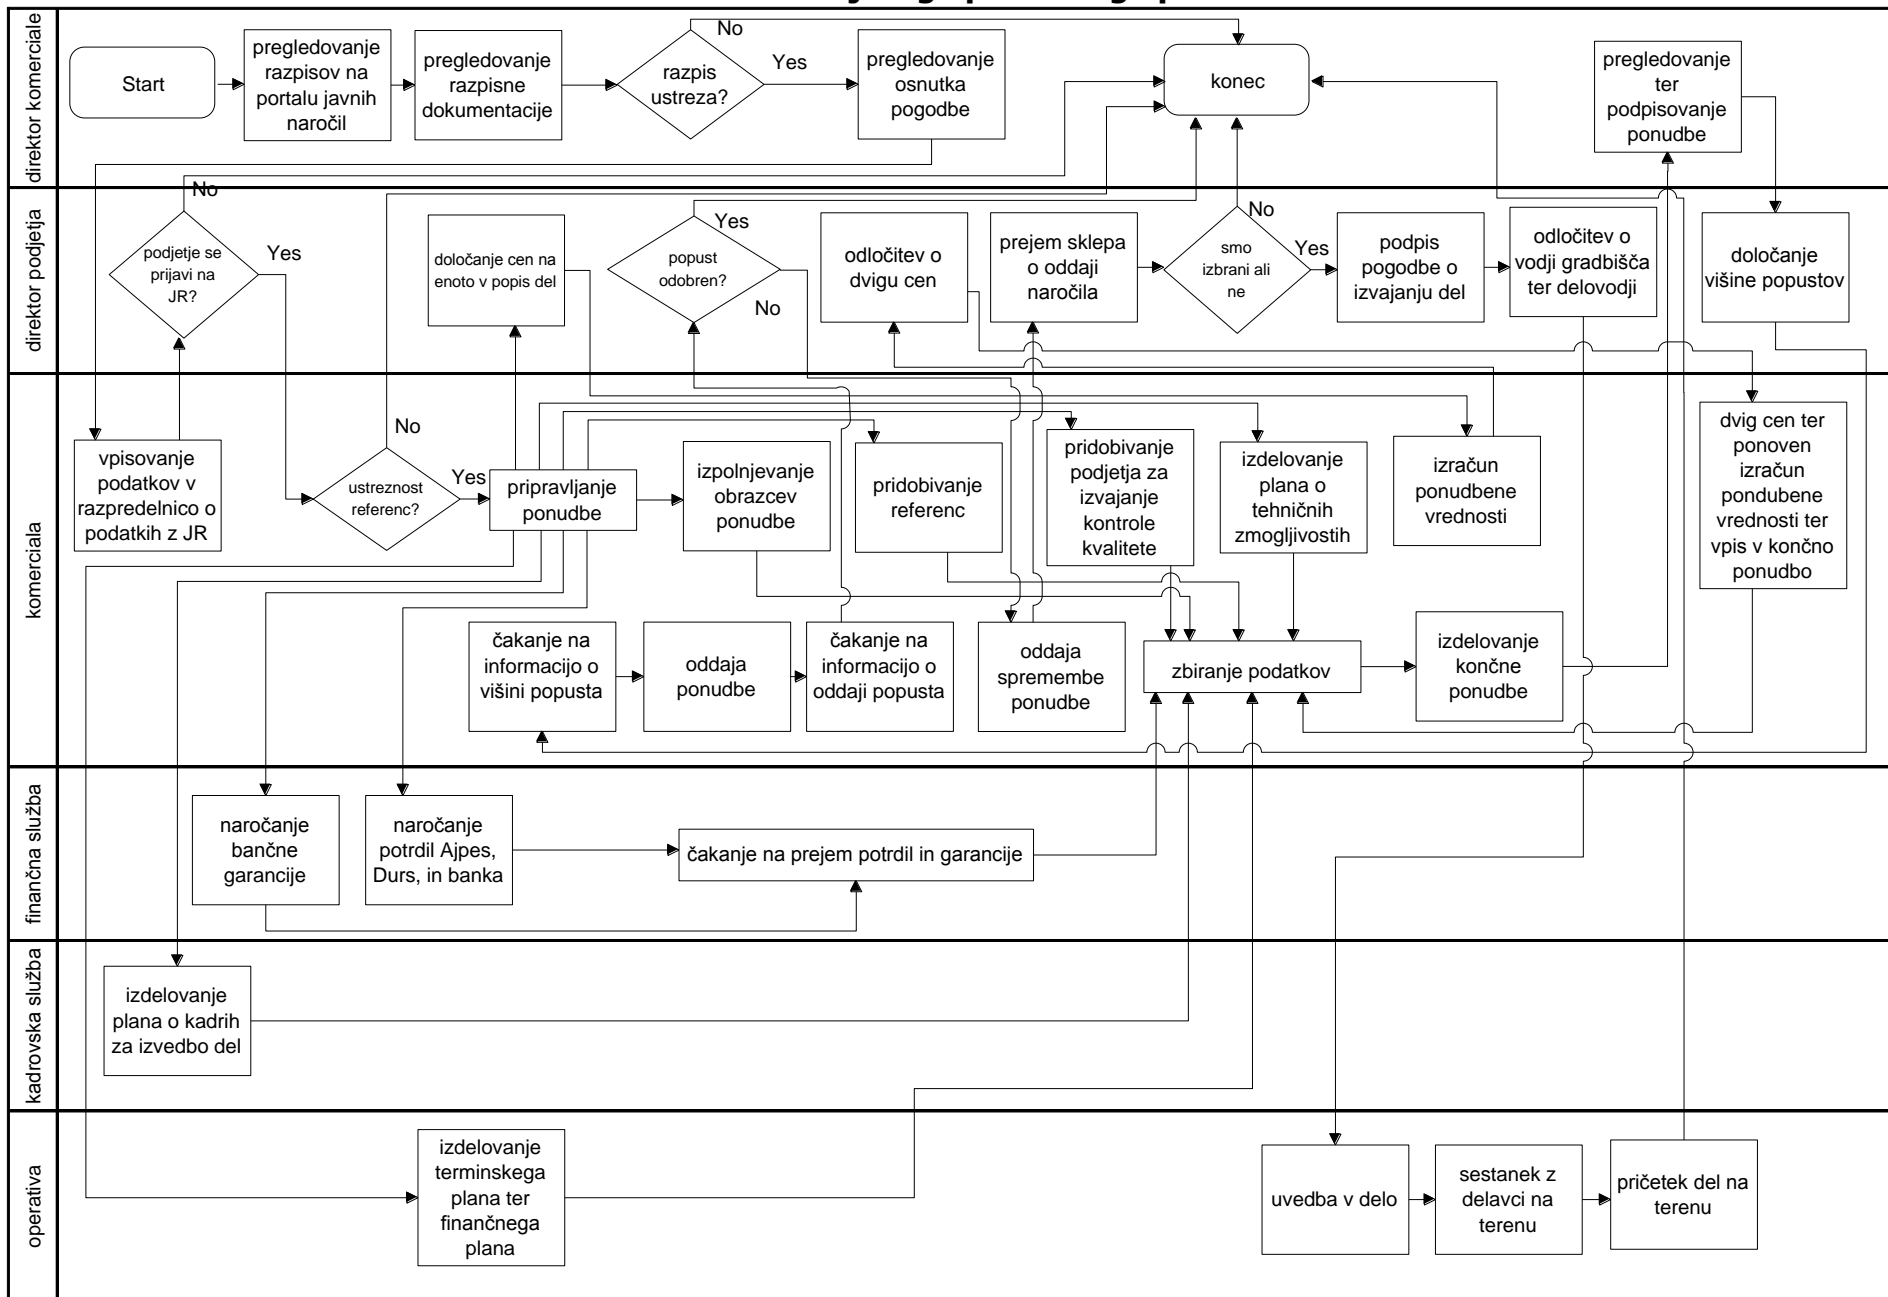 direktor komerciale
Start
pregledovanje
razpisov na
portalu javnih
naročil
pregledovanje
razpisne
dokumentacije
razpis
ustreza?
No
Yes
pregledovanje
osnutka
pogodbe
konec
pregledovanje
ter
podpisovanje
ponudbe
direktor podjetja
No
podjetje se
prijavi na
JR?
Yes
določanje cen na
enoto v popis del
popust
odobren?
Yes
No
odločitev o
dvigu cen
prejem sklepa
o oddaji
naročila
smo
izbrani ali
ne
No
Yes
podpis
pogodbe o
izvajanju del
odločitev o
vodji gradbišča
ter delovodji
določanje
višine popustov
komerciala
vpisovanje
podatkov v
razpredelnico o
podatkih z JR
No
ustreznost
referenc?
Yes
pripravljanje
ponudbe
izpolnjevanje
obrazcev
ponudbe
pridobivanje
referenc
pridobivanje
podjetja za
izvajanje
kontrole
kvalitete
izdelovanje
plana o
tehničnih
zmogljivostih
izračun
ponudbene
vrednosti
dvig cen ter
ponoven
izračun
pondubene
vrednosti ter
vpis v končno
ponudbo
čakanje na
informacijo o
višini popusta
oddaja
ponudbe
čakanje na
informacijo o
oddaji popusta
oddaja
spremembe
ponudbe
zbiranje podatkov
izdelovanje
končne
ponudbe
finančna služba
naročanje
bančne
garancije
naročanje
potrdil Ajpes,
Durs, in banka
čakanje na prejem potrdil in garancije
kadrovska služba
izdelovanje
plana o kadrih
za izvedbo del
operativa
izdelovanje
terminskega
plana ter
finančnega
plana
uvedba v delo
sestanek z
delavci na
terenu
pričetek del na
terenu